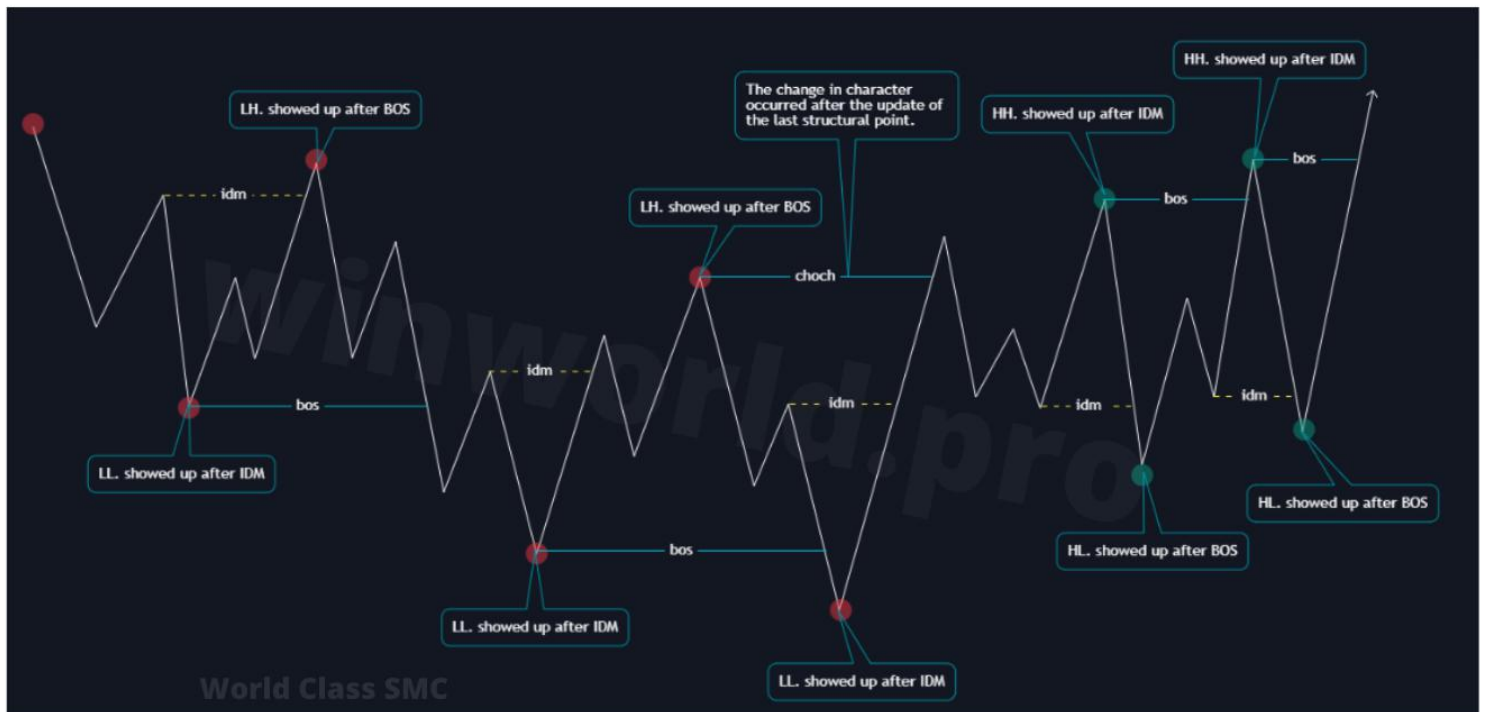 HH. showed up after IDM
The change in character
occurred after the update of
the last structural point.
LH. showed up after BOS
HH. showed up after IDM
bos
idm
bos
LH. showed up after BOS
choch
winworld.pro
idm
idm
idm
idm
bos
LL. showed up after IDM
HL. showed up after BOS
bos
HL. showed up after BOS
LL. showed up after IDM
LL. showed up after IDM
World Class SMC